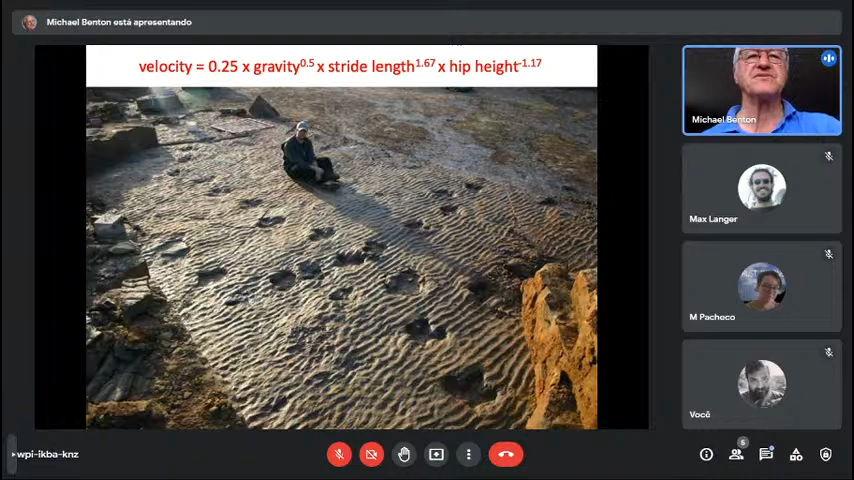 Michael Benton está apresentando
velocity = 0.25 x gravity0.5 x stride length1.67 x hip height-1.17
Michael Benton
Max Langer
M Pacheco
Você
wpi-ikba-knz
6